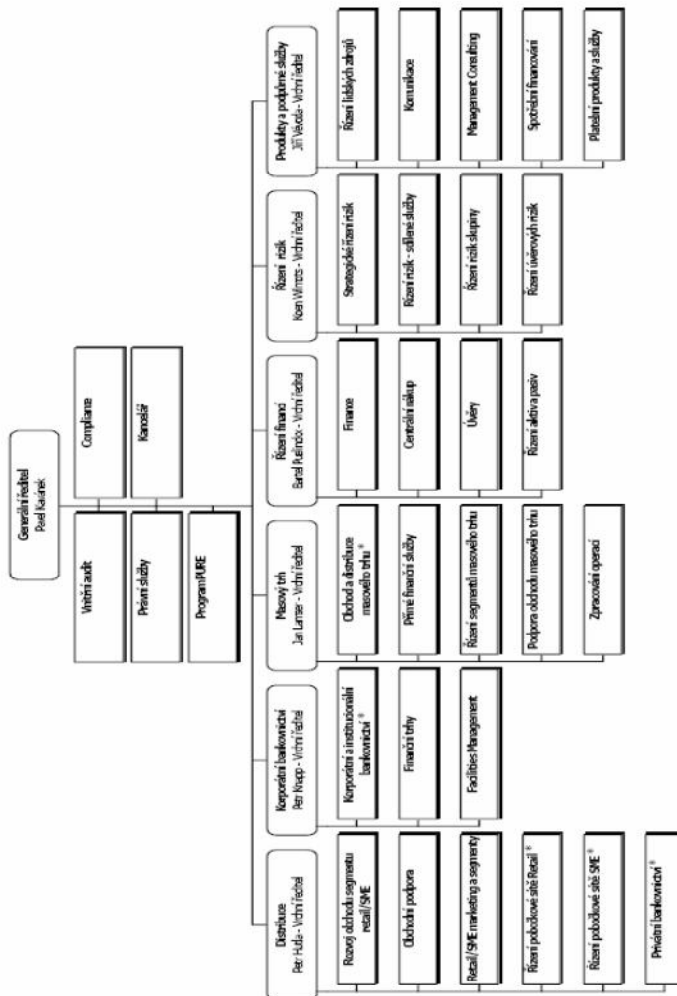 Generální ředitel
Pavel Kavánek
Vnitřní audit
Compliance
Právní služby
Kancelář
Program PURE
Distribuce
Petr Hutla - Vrchní ředitel
Rozvoj obchodu segmentu
retail/SME
Obchodní podpora
Retail/SME marketing a segmenty
Řízení pobočkové sítě Retail
Řízení pobočkové sítě SME
Privátní bankovnictví
Korporátní bankovnictví
Petr Knapp - Vrchní ředitel
Korporátní a institucionální
bankovnictví
Finanční trhy
Facilities Management
Masový trh
Jan Lamser - Vrchní ředitel
Obchod a distribuce
masového trhu
Přímé finanční služby
Řízení segmentů masového trhu
Podpora obchodu masového trhu
Zpracování operací
Řízení financí
Bartel Puelinckx - Vrchní ředitel
Finance
Centrální nákup
Úvěry
Řízení aktiv a pasiv
Řízení rizik
Koen Wilmots - Vrchní ředitel
Strategické řízení rizik
Řízení rizik - sdílené služby
Řízení rizik skupiny
Řízení úvěrových rizik
Produkty a podpůrné služby
Jiří Vévoda - Vrchní ředitel
Řízení lidských zdrojů
Komunikace
Management Consulting
Spotřební financování
Platební produkty a služby